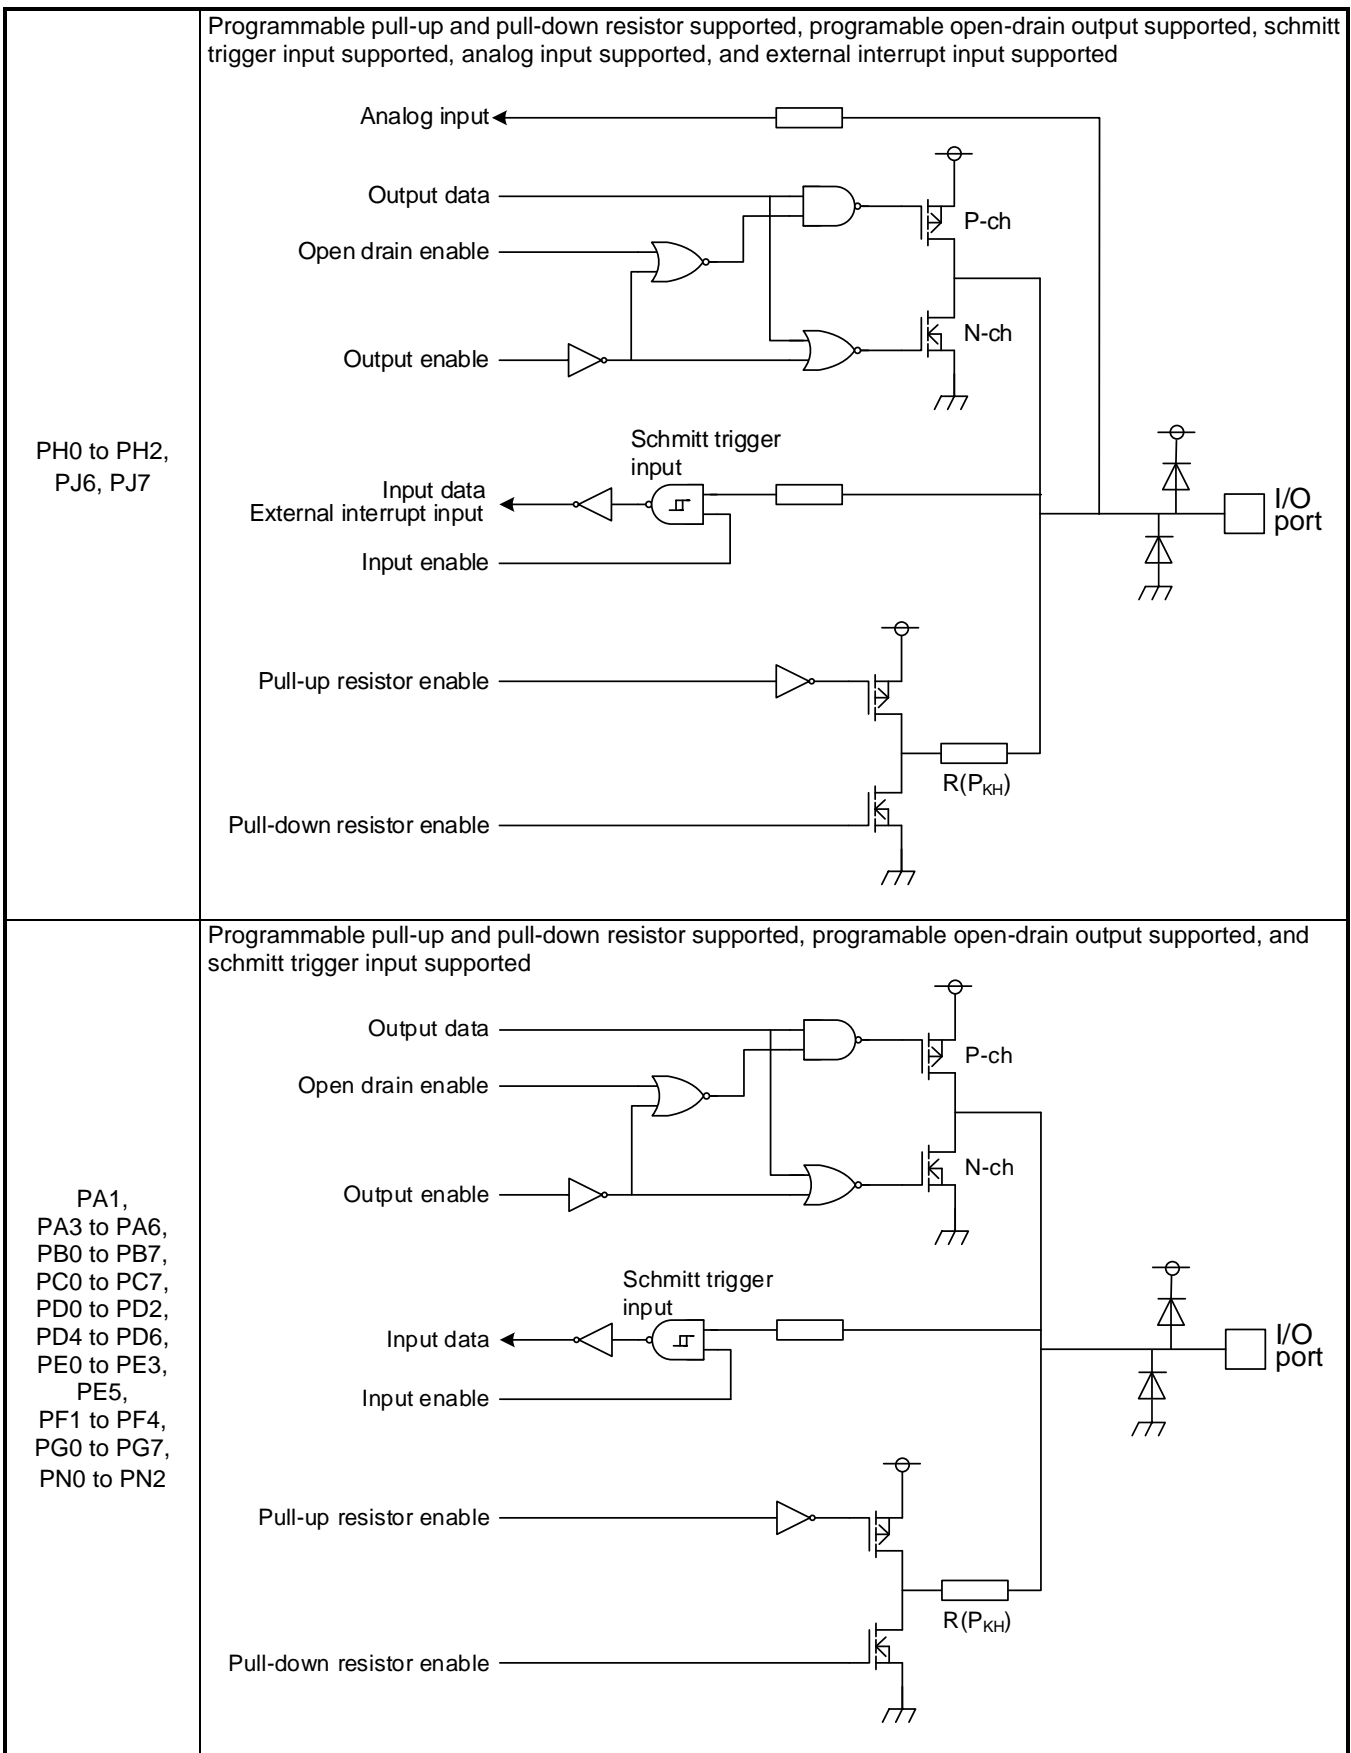 Programmable pull-up and pull-down resistor supported, programable open-drain output supported, schmitt
trigger input supported, analog input supported, and external interrupt input supported
PH0 to PH2,
PJ6, PJ7
Analog input
Output data
P-ch
Open drain enable
N-ch
Output enable
Schmitt trigger
input
Input data
External interrupt input
I/O
port
Input enable
Pull-up resistor enable
R(PKH)
Pull-down resistor enable
Programmable pull-up and pull-down resistor supported, programable open-drain output supported, and
schmitt trigger input supported
PA1,
PA3 to PA6,
PB0 to PB7,
PC0 to PC7,
PD0 to PD2,
PD4 to PD6,
PE0 to PE3,
PE5,
PF1 to PF4,
PG0 to PG7,
PN0 to PN2
Output data
P-ch
Open drain enable
N-ch
Output enable
Schmitt trigger
input
Input data
I/O
port
Input enable
Pull-up resistor enable
R(PKH)
Pull-down resistor enable